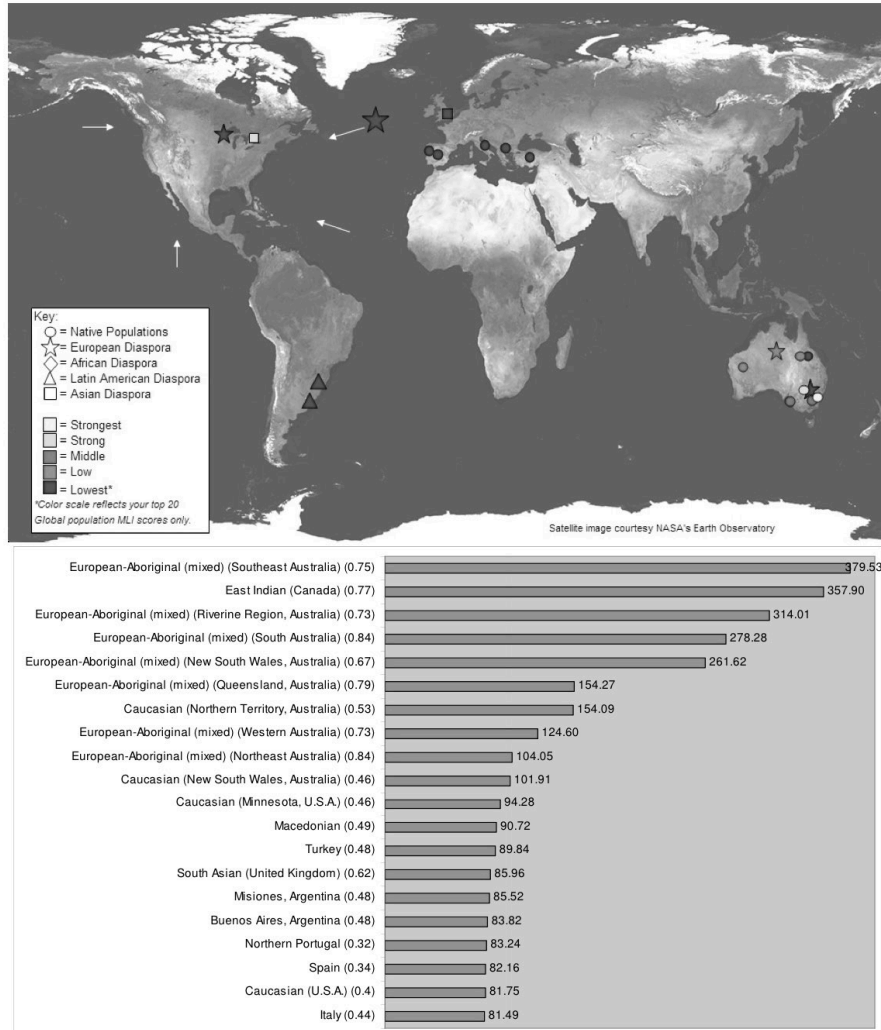 Key:
= Native Populations
= European Diaspora
= African Diaspora
= Latin American Diaspora
= Asian Diaspora
= Strongest
= Strong
= Middle
= Low
= Lowest*
*Color scale reflects your top 20
Global population MLI scores only.
Satellite image courtesy NASA's Earth Observatory
European-Aboriginal (mixed) (Southeast Australia) (0.75) 379.53
East Indian (Canada) (0.77) 357.90
European-Aboriginal (mixed) (Riverine Region, Australia) (0.73) 314.01
European-Aboriginal (mixed) (South Australia) (0.84) 278.28
European-Aboriginal (mixed) (New South Wales, Australia) (0.67) 261.62
European-Aboriginal (mixed) (Queensland, Australia) (0.79) 154.27
Caucasian (Northern Territory, Australia) (0.53) 154.09
European-Aboriginal (mixed) (Western Australia) (0.73) 124.60
European-Aboriginal (mixed) (Northeast Australia) (0.84) 104.05
Caucasian (New South Wales, Australia) (0.46) 101.91
Caucasian (Minnesota, U.S.A.) (0.46) 94.28
Macedonian (0.49) 90.72
Turkey (0.48) 89.84
South Asian (United Kingdom) (0.62) 85.96
Misiones, Argentina (0.48) 85.52
Buenos Aires, Argentina (0.48) 83.82
Northern Portugal (0.32) 83.24
Spain (0.34) 82.16
Caucasian (U.S.A.) (0.4) 81.75
Italy (0.44) 81.49